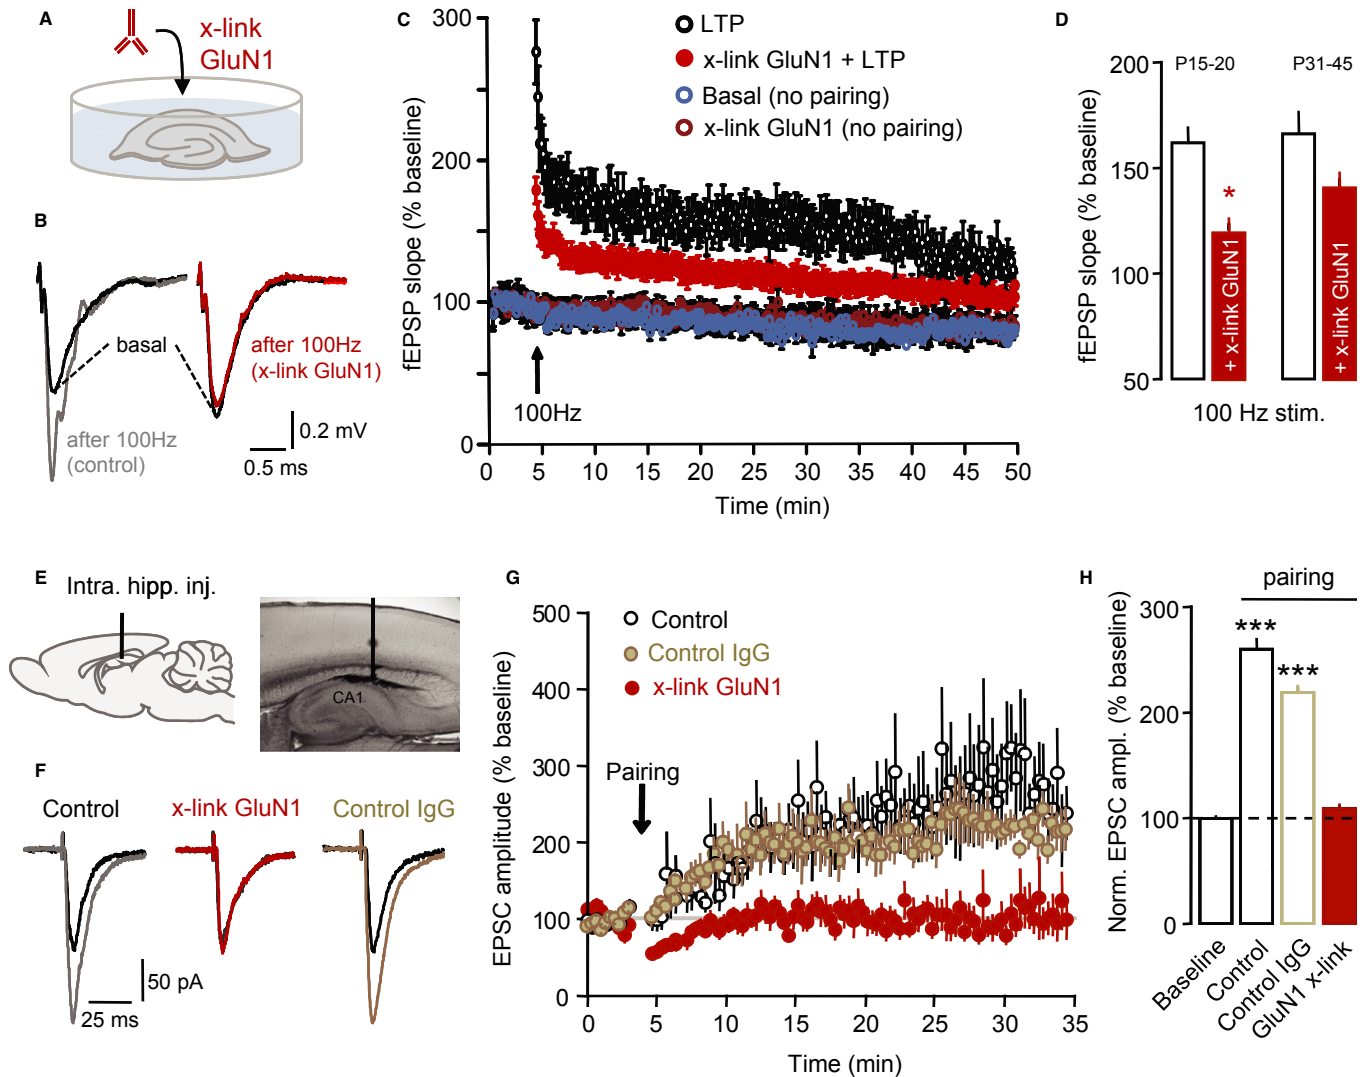 A
x-link
GluN1
B
basal
after 100Hz
(x-link GluN1)
after 100Hz
(control)
0.2 mV
0.5 ms
C
LTP
x-link GluN1 + LTP
Basal (no pairing)
x-link GluN1 (no pairing)
fEPSP slope (% baseline)
300
200
100
0
100Hz
0 5 10 15 20 25 30 35 40 45 50
Time (min)
D
P15-20 P31-45
fEPSP slope (% baseline)
200
150
100
50
*
+ x-link GluN1
+ x-link GluN1
100 Hz stim.
E
Intra. hipp. inj.
CA1
F
Control
x-link GluN1
Control IgG
50 pA
25 ms
G
Control
Control IgG
x-link GluN1
EPSC amplitude (% baseline)
500
400
300
200
100
0
Pairing
0 5 10 15 20 25 30 35
Time (min)
H
pairing
Norm. EPSC ampl. (% baseline)
300
200
100
0
***
***
Baseline
Control
Control IgG
GluN1 x-link